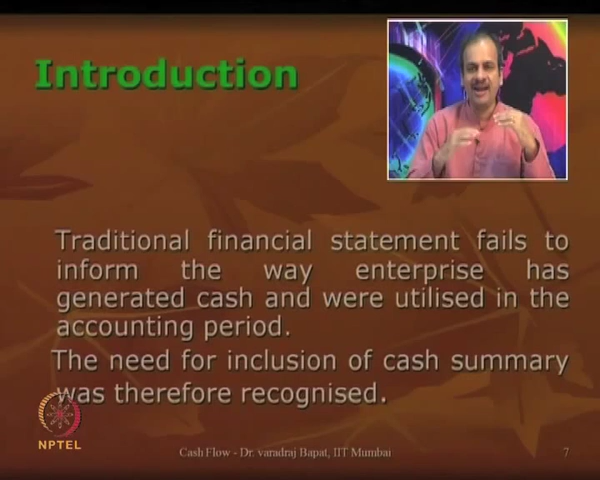 Introduction
Traditional financial statement fails to
inform the way enterprise has
generated cash and were utilised in the
accounting period.
The need for inclusion of cash summary
was therefore recognised.
NPTEL
Cash Flow - Dr. varadraj Bapat, IIT Mumbai
7